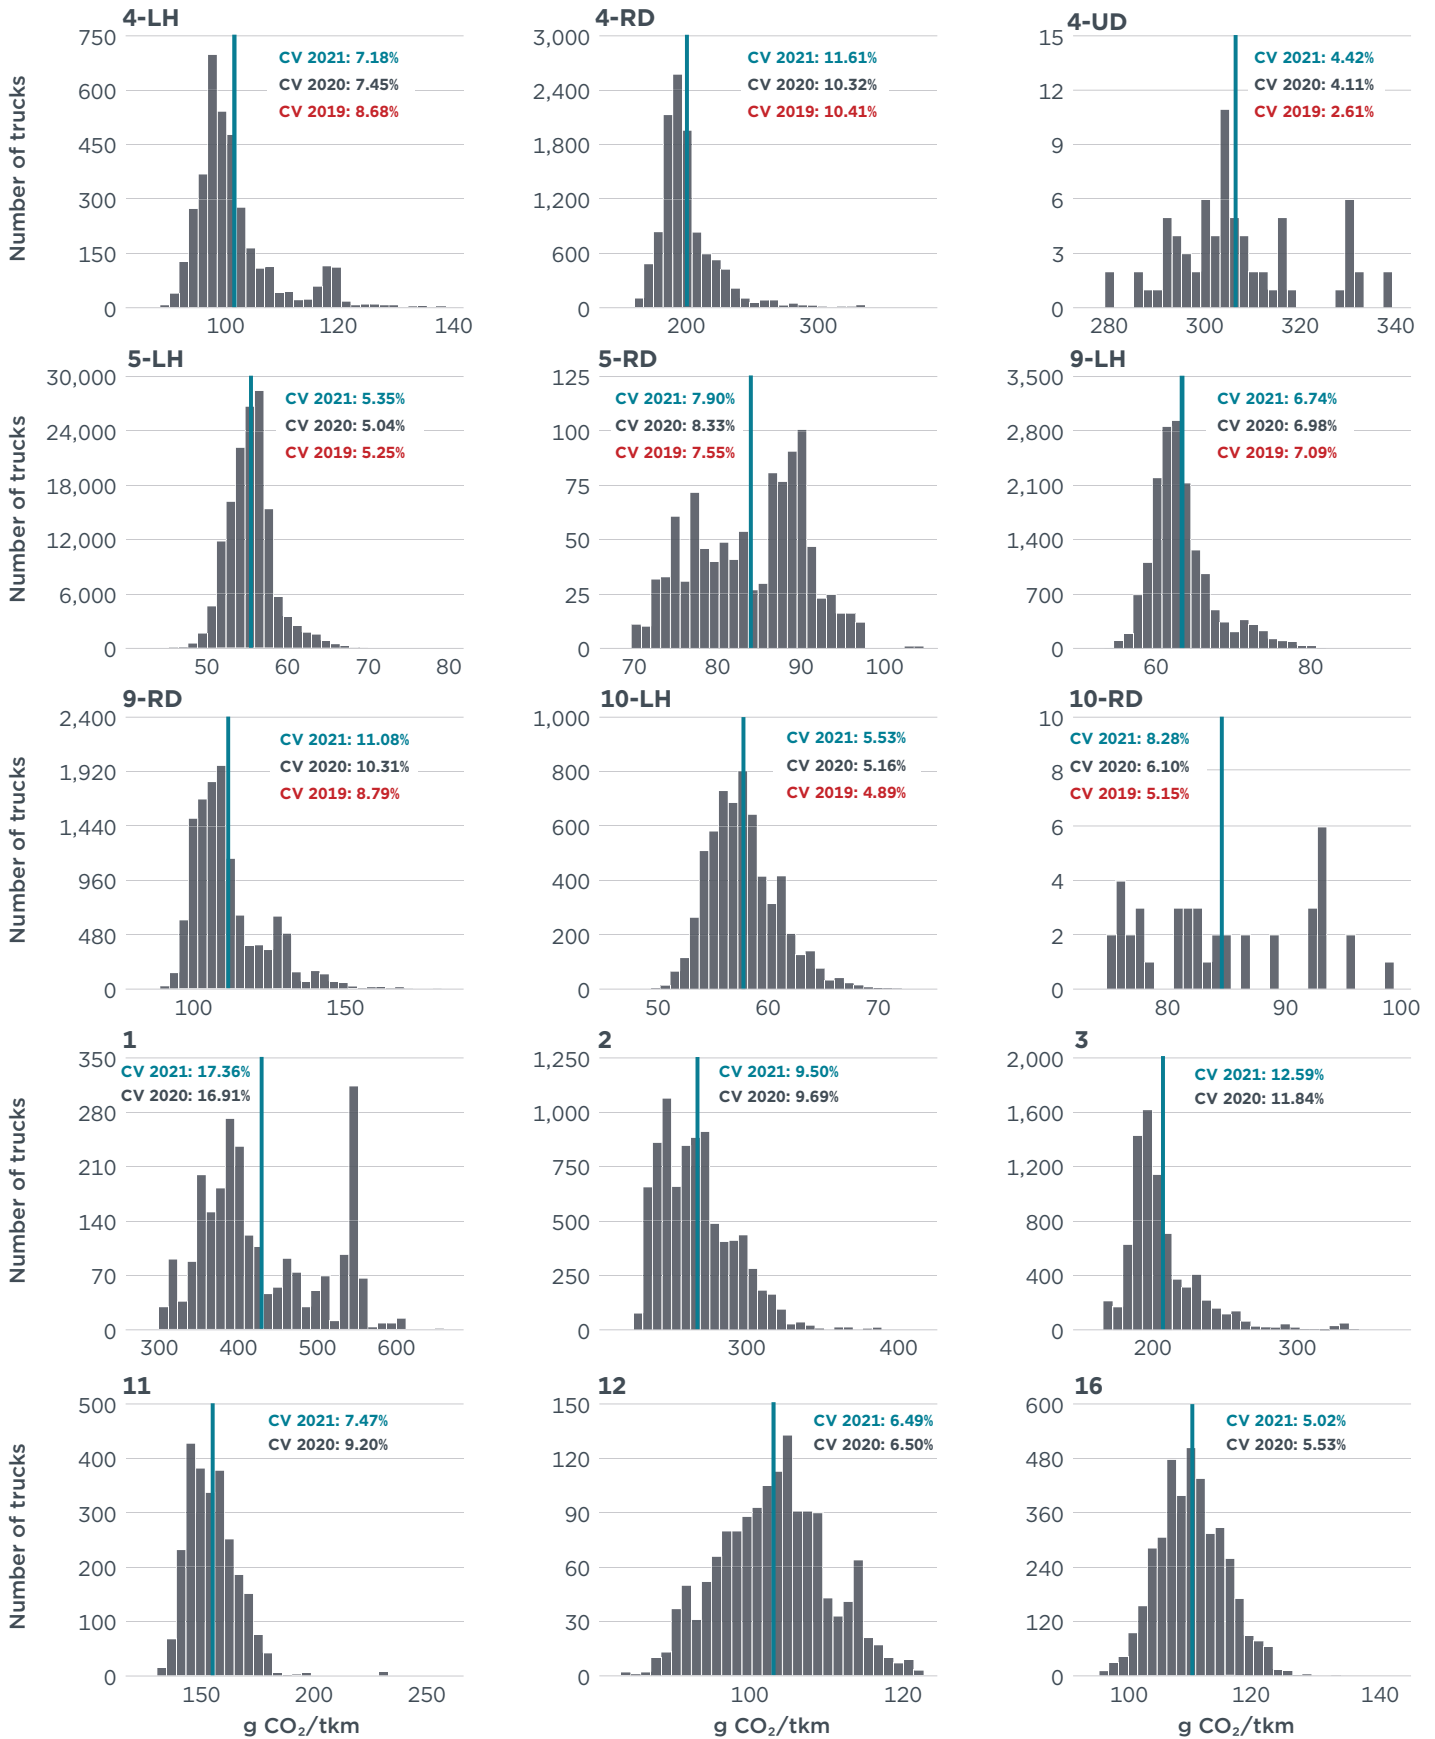 4-LH
4-RD
4-UD
Number of trucks
750
600
450
300
150
0
100
120
140
CV 2021: 7.18%
CV 2020: 7.45%
CV 2019: 8.68%
3,000
2,400
1,800
1,200
600
0
200
300
CV 2021: 11.61%
CV 2020: 10.32%
CV 2019: 10.41%
15
12
9
6
3
0
280
300
320
340
CV 2021: 4.42%
CV 2020: 4.11%
CV 2019: 2.61%
5-LH
5-RD
9-LH
Number of trucks
30,000
24,000
18,000
12,000
6,000
0
50
60
70
80
CV 2021: 5.35%
CV 2020: 5.04%
CV 2019: 5.25%
125
100
75
50
25
0
70
80
90
100
CV 2021: 7.90%
CV 2020: 8.33%
CV 2019: 7.55%
3,500
2,800
2,100
1,400
700
0
60
80
CV 2021: 6.74%
CV 2020: 6.98%
CV 2019: 7.09%
9-RD
10-LH
10-RD
Number of trucks
2,400
1,920
1,440
960
480
0
100
150
CV 2021: 11.08%
CV 2020: 10.31%
CV 2019: 8.79%
1,000
800
600
400
200
0
50
60
70
CV 2021: 5.53%
CV 2020: 5.16%
CV 2019: 4.89%
10
8
6
4
2
0
80
90
100
CV 2021: 8.28%
CV 2020: 6.10%
CV 2019: 5.15%
1
2
3
Number of trucks
350
280
210
140
70
0
300
400
500
600
CV 2021: 17.36%
CV 2020: 16.91%
1,250
1,000
750
500
250
0
300
400
CV 2021: 9.50%
CV 2020: 9.69%
2,000
1,600
1,200
800
400
0
200
300
CV 2021: 12.59%
CV 2020: 11.84%
11
12
16
Number of trucks
500
400
300
200
100
0
150
200
250
g CO₂/tkm
CV 2021: 7.47%
CV 2020: 9.20%
150
120
90
60
30
0
100
120
g CO₂/tkm
CV 2021: 6.49%
CV 2020: 6.50%
600
480
360
240
120
0
100
120
140
g CO₂/tkm
CV 2021: 5.02%
CV 2020: 5.53%